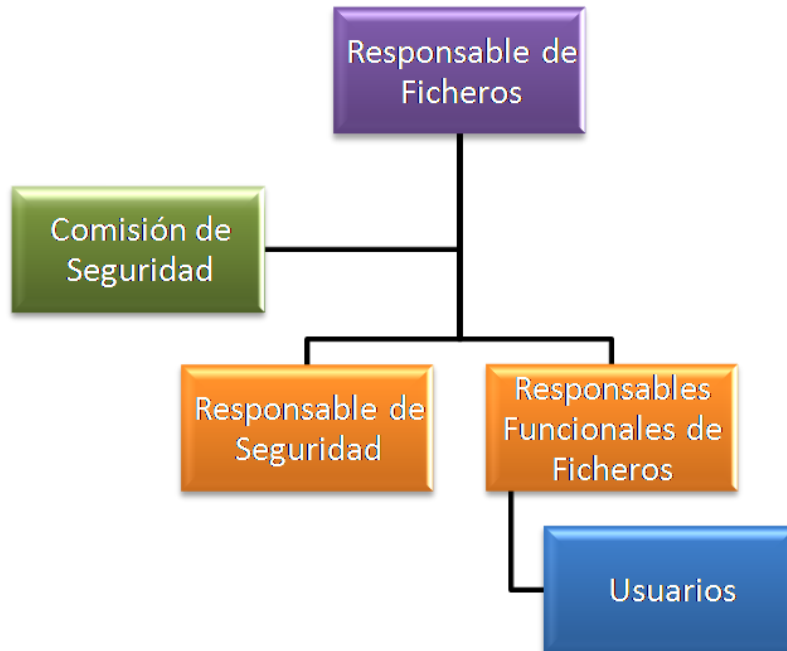 Responsable de
Ficheros
Comisión de
Seguridad
Responsable de
Seguridad
Responsables
Funcionales de
Ficheros
Usuarios